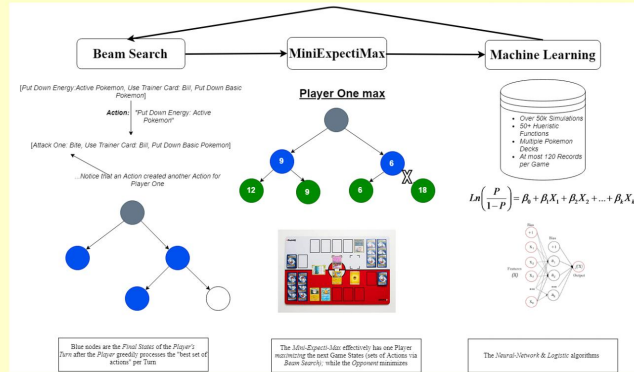 Beam Search
MiniExpectiMax
Machine Learning
[Put Down Energy Active Pokemon, Use Trainer Card: Bill, Put Down Basic
Pokemon]
Action: "Put Down Energy: Active
Pokemon"
[Attack One: Bite, Use Trainer Card: Bill, Put Down Basic Pokemon]
...Notice that an Action created another Action for
Player One
Blue nodes are the Final States of the Player's
Turn after the Player greedily processes the "best set of
actions" per Turn
Player One max
9
6
12
9
6
X
18
The Mini-Expecti-Max effectively has one Player
maximizing the next Game States (sets of Actions via
Beam Search); while the Opponent minimizes
• Over 50k Simulations
• 50+ Hueristic
Functions
• Multiple Pokemon
Decks
• At most 120 Records
per Game
Ln(P/1−P) = β0 + β1X1 + β2X2 + ... + βkXk
Bias
+1
Features
(X)
f(X)
Output
The Neural-Network & Logistic algorithms